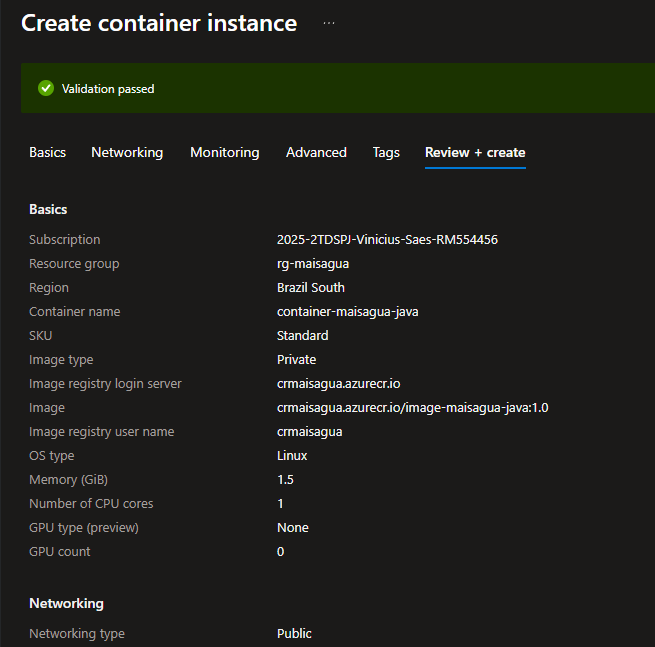 Create container instance ...
Validation passed
Basics Networking Monitoring Advanced Tags Review + create
Basics
Subscription 2025-2TDSPJ-Vinicius-Saes-RM554456
Resource group rg-maisagua
Region Brazil South
Container name container-maisagua-java
SKU Standard
Image type Private
Image registry login server crmaisagua.azurecr.io
Image crmaisagua.azurecr.io/image-maisagua-java:1.0
Image registry user name crmaisagua
OS type Linux
Memory (GiB) 1.5
Number of CPU cores 1
GPU type (preview) None
GPU count 0
Networking
Networking type Public